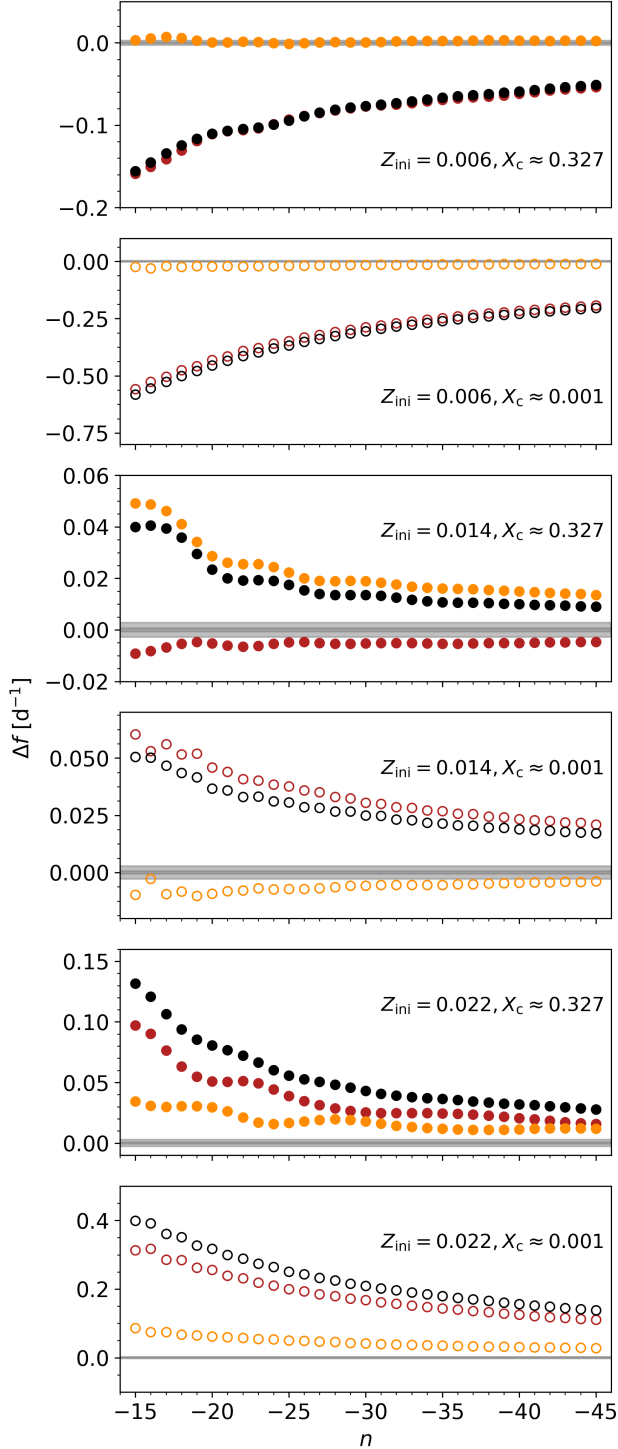 0.0
−0.1
−0.2
Z_ini = 0.006, X_c ≈ 0.327
0.00
−0.25
−0.50
−0.75
Z_ini = 0.006, X_c ≈ 0.001
0.06
0.04
0.02
0.00
−0.02
Z_ini = 0.014, X_c ≈ 0.327
Δf [d⁻¹]
0.050
0.025
0.000
Z_ini = 0.014, X_c ≈ 0.001
0.15
0.10
0.05
0.00
Z_ini = 0.022, X_c ≈ 0.327
0.4
0.2
0.0
Z_ini = 0.022, X_c ≈ 0.001
−15 −20 −25 −30 −35 −40 −45
n